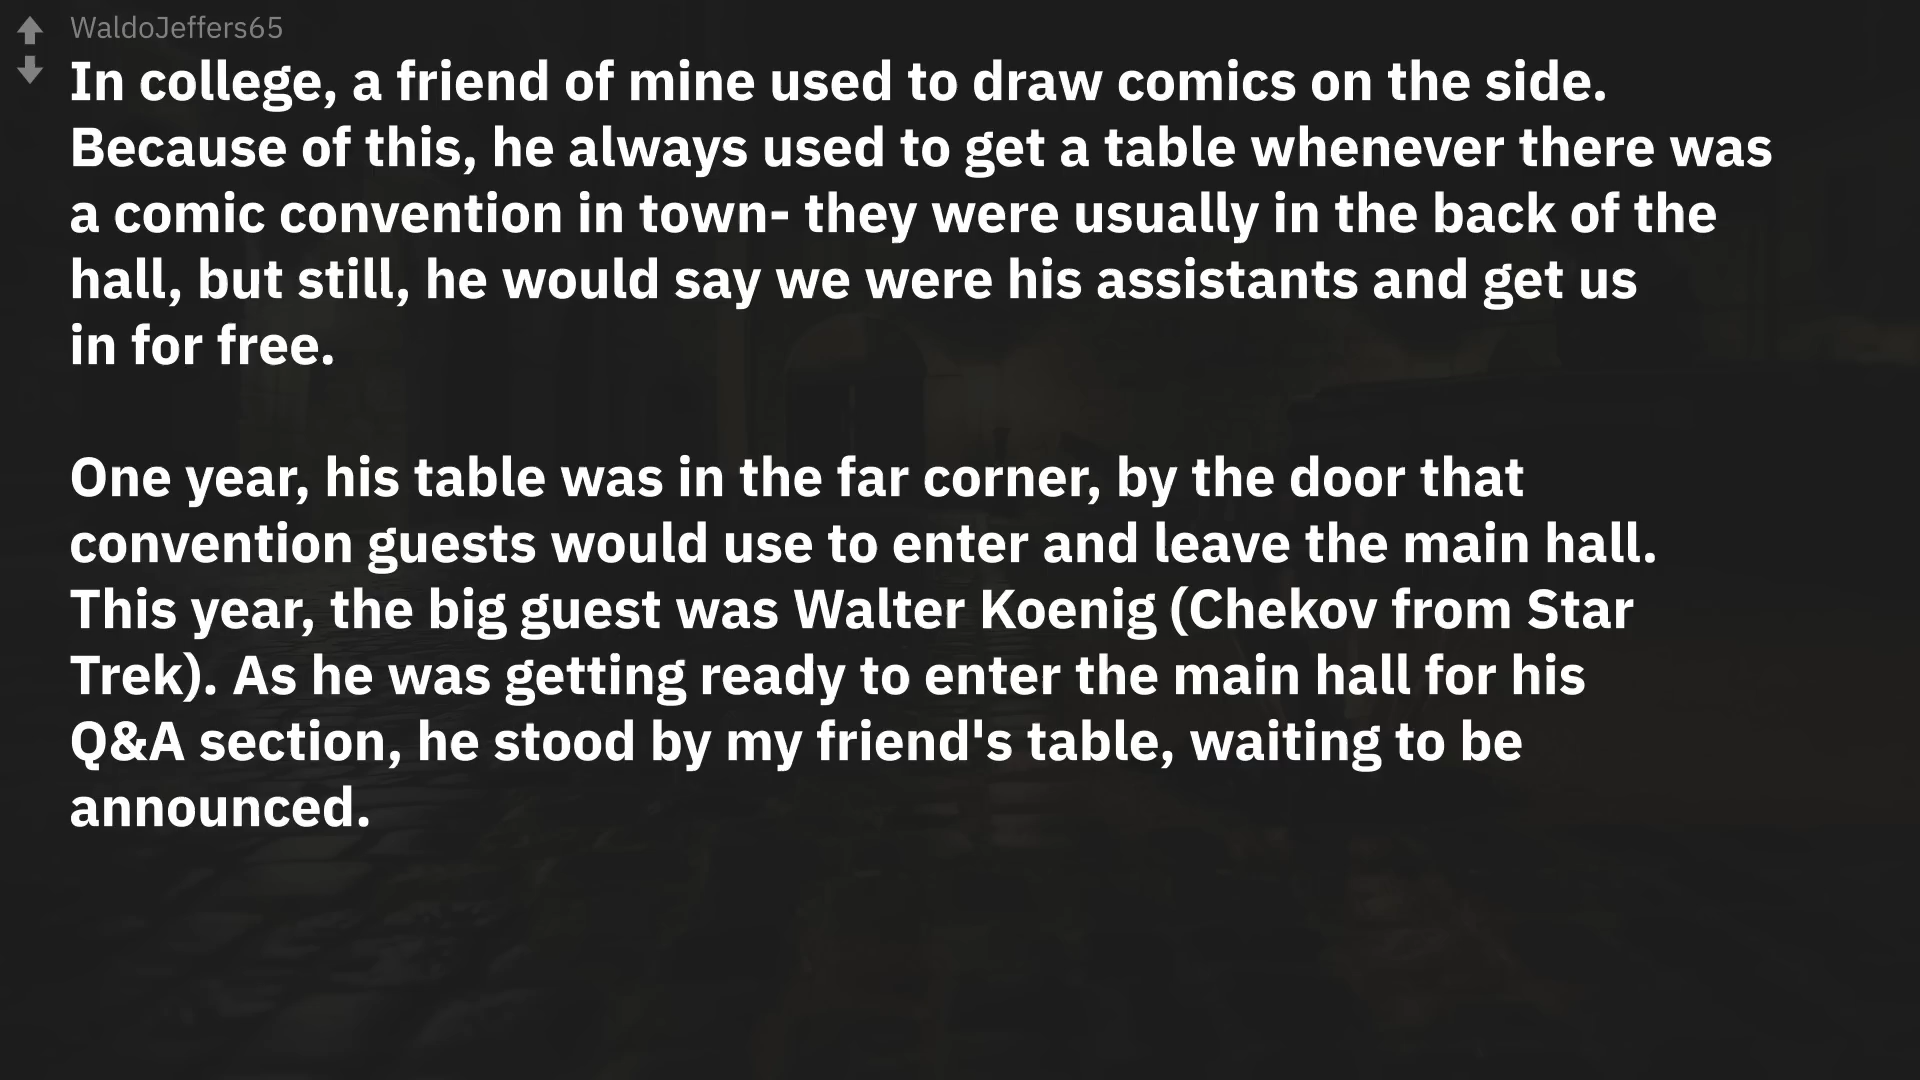 WaldoJeffers65
In college, a friend of mine used to draw comics on the side.
Because of this, he always used to get a table whenever there was
a comic convention in town- they were usually in the back of the
hall, but still, he would say we were his assistants and get us
in for free.
One year, his table was in the far corner, by the door that
convention guests would use to enter and leave the main hall.
This year, the big guest was Walter Koenig (Chekov from Star
Trek). As he was getting ready to enter the main hall for his
Q&A section, he stood by my friend's table, waiting to be
announced.